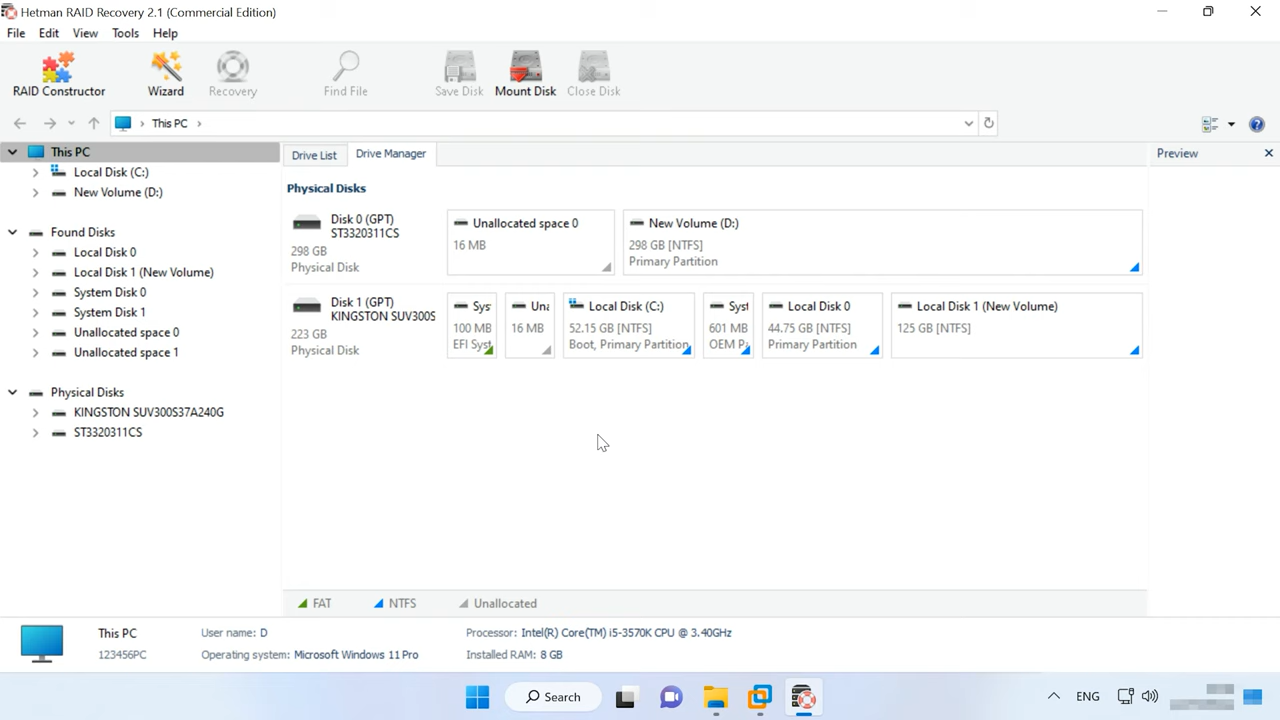 Hetman RAID Recovery 2.1 (Commercial Edition)
File Edit View Tools Help
RAID Constructor Wizard Recovery Find File Save Disk Mount Disk Close Disk
This PC
This PC
Local Disk (C:)
New Volume (D:)
Found Disks
Local Disk 0
Local Disk 1 (New Volume)
System Disk 0
System Disk 1
Unallocated space 0
Unallocated space 1
Physical Disks
KINGSTON SUV300S37A240G
ST3320311CS
Drive List Drive Manager
Physical Disks
Disk 0 (GPT)
ST3320311CS
298 GB
Physical Disk
Unallocated space 0
16 MB
New Volume (D:)
298 GB [NTFS]
Primary Partition
Disk 1 (GPT)
KINGSTON SUV300S
223 GB
Physical Disk
Sys
100 MB
EFI Syst
Una
16 MB
Local Disk (C:)
52.15 GB [NTFS]
Boot, Primary Partition
Syst
601 MB
OEM Pa
Local Disk 0
44.75 GB [NTFS]
Primary Partition
Local Disk 1 (New Volume)
125 GB [NTFS]
FAT NTFS Unallocated
Preview
This PC
123456PC
User name: D
Operating system: Microsoft Windows 11 Pro
Processor: Intel(R) Core(TM) i5-3570K CPU @ 3.40GHz
Installed RAM: 8 GB
Search
ENG